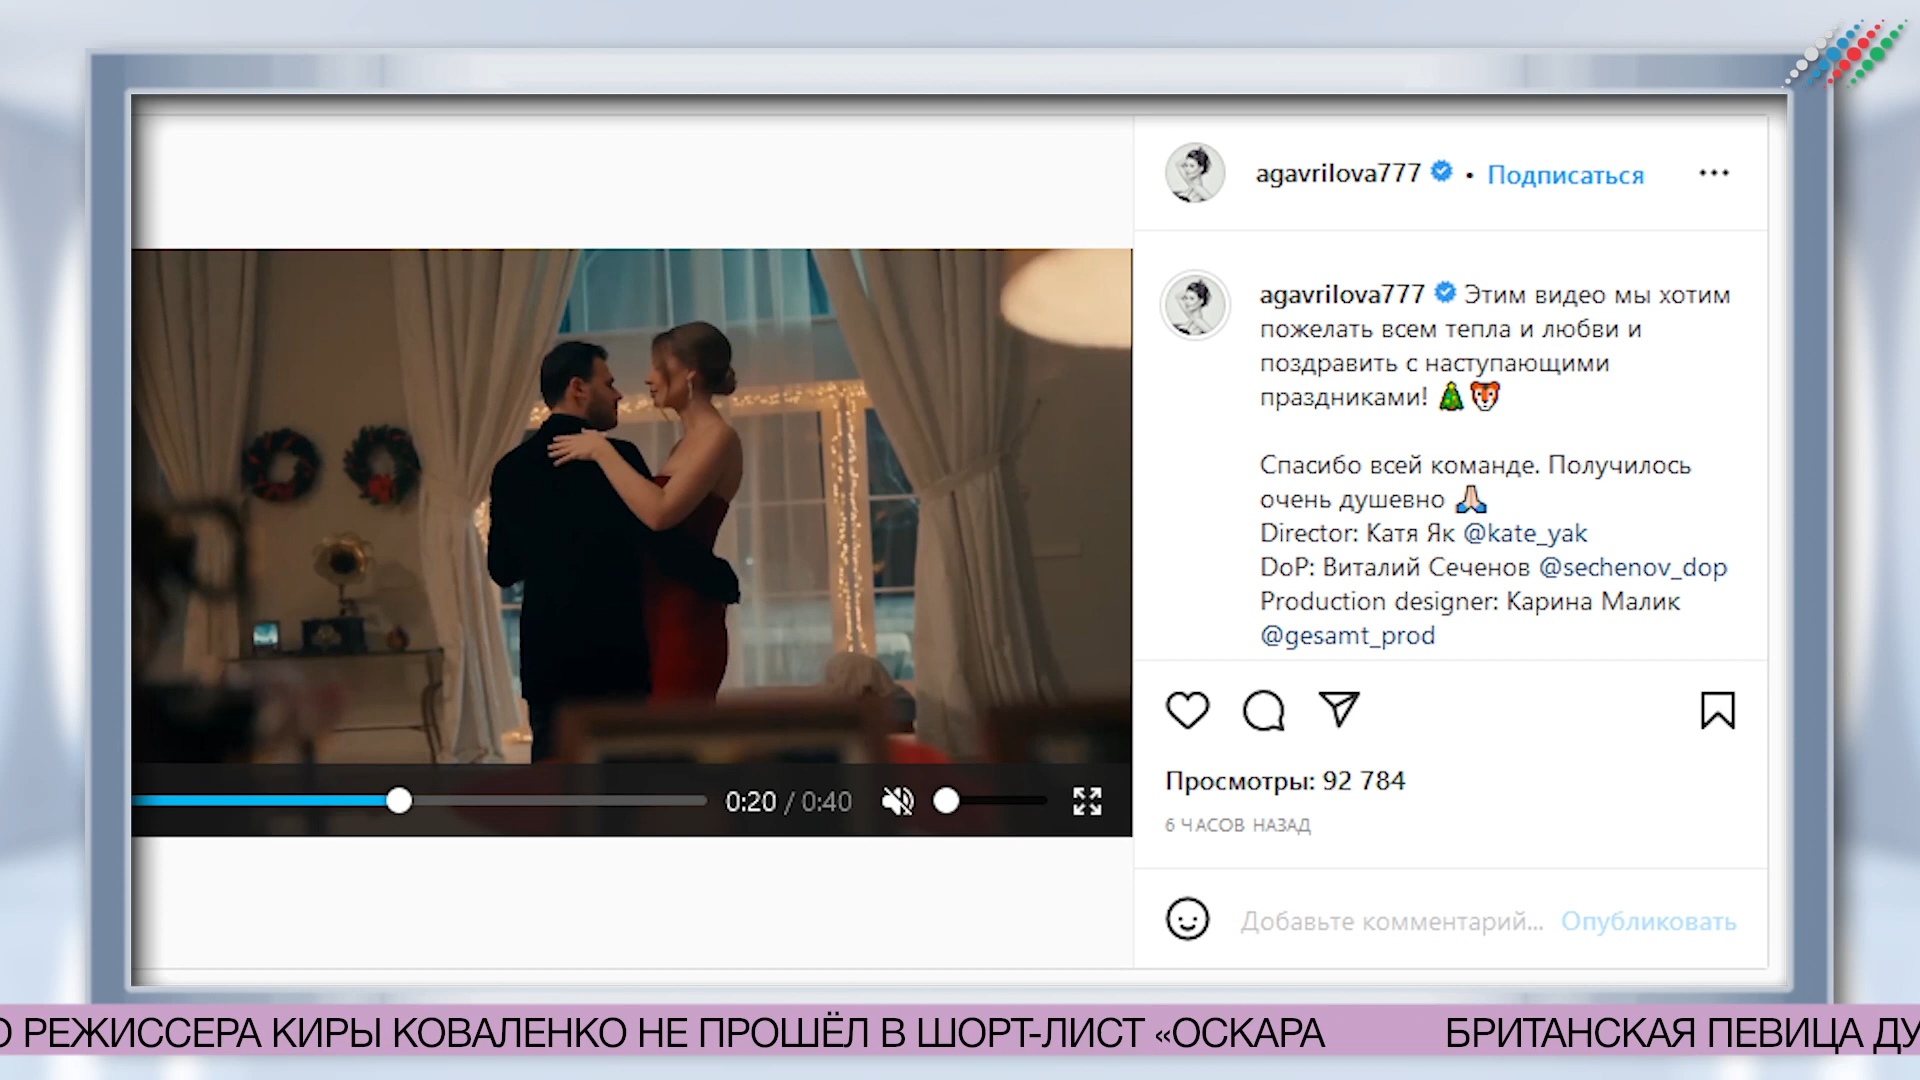 agavrilova777 • Подписаться
agavrilova777 Этим видео мы хотим
пожелать всем тепла и любви и
поздравить с наступающими
праздниками! 🎄🐯
Спасибо всей команде. Получилось
очень душевно 🙏🏻
Director: Катя Як @kate_yak
DoP: Виталий Сеченов @sechenov_dop
Production designer: Карина Малик
@gesamt_prod
0:20 / 0:40
Просмотры: 92 784
6 ЧАСОВ НАЗАД
Добавьте комментарий... Опубликовать
О РЕЖИССЕРА КИРЫ КОВАЛЕНКО НЕ ПРОШЁЛ В ШОРТ-ЛИСТ «ОСКАРА БРИТАНСКАЯ ПЕВИЦА ДУ